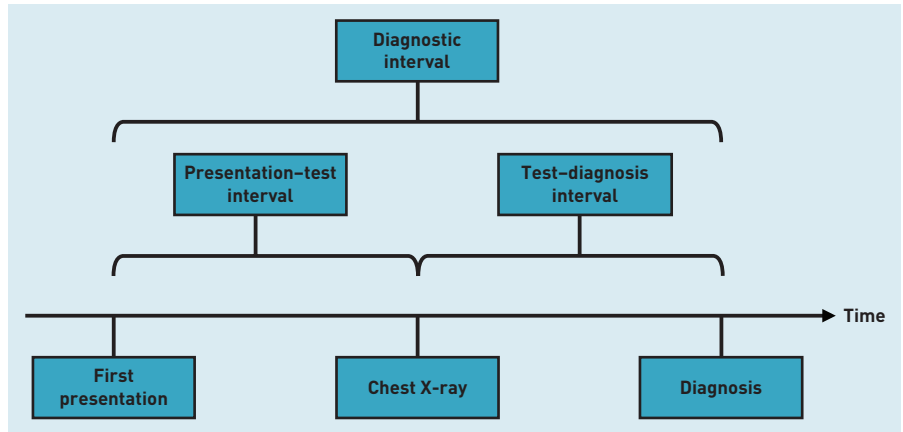 Diagnostic
interval
Presentation–test
interval
Test–diagnosis
interval
Time
First
presentation
Chest X-ray
Diagnosis